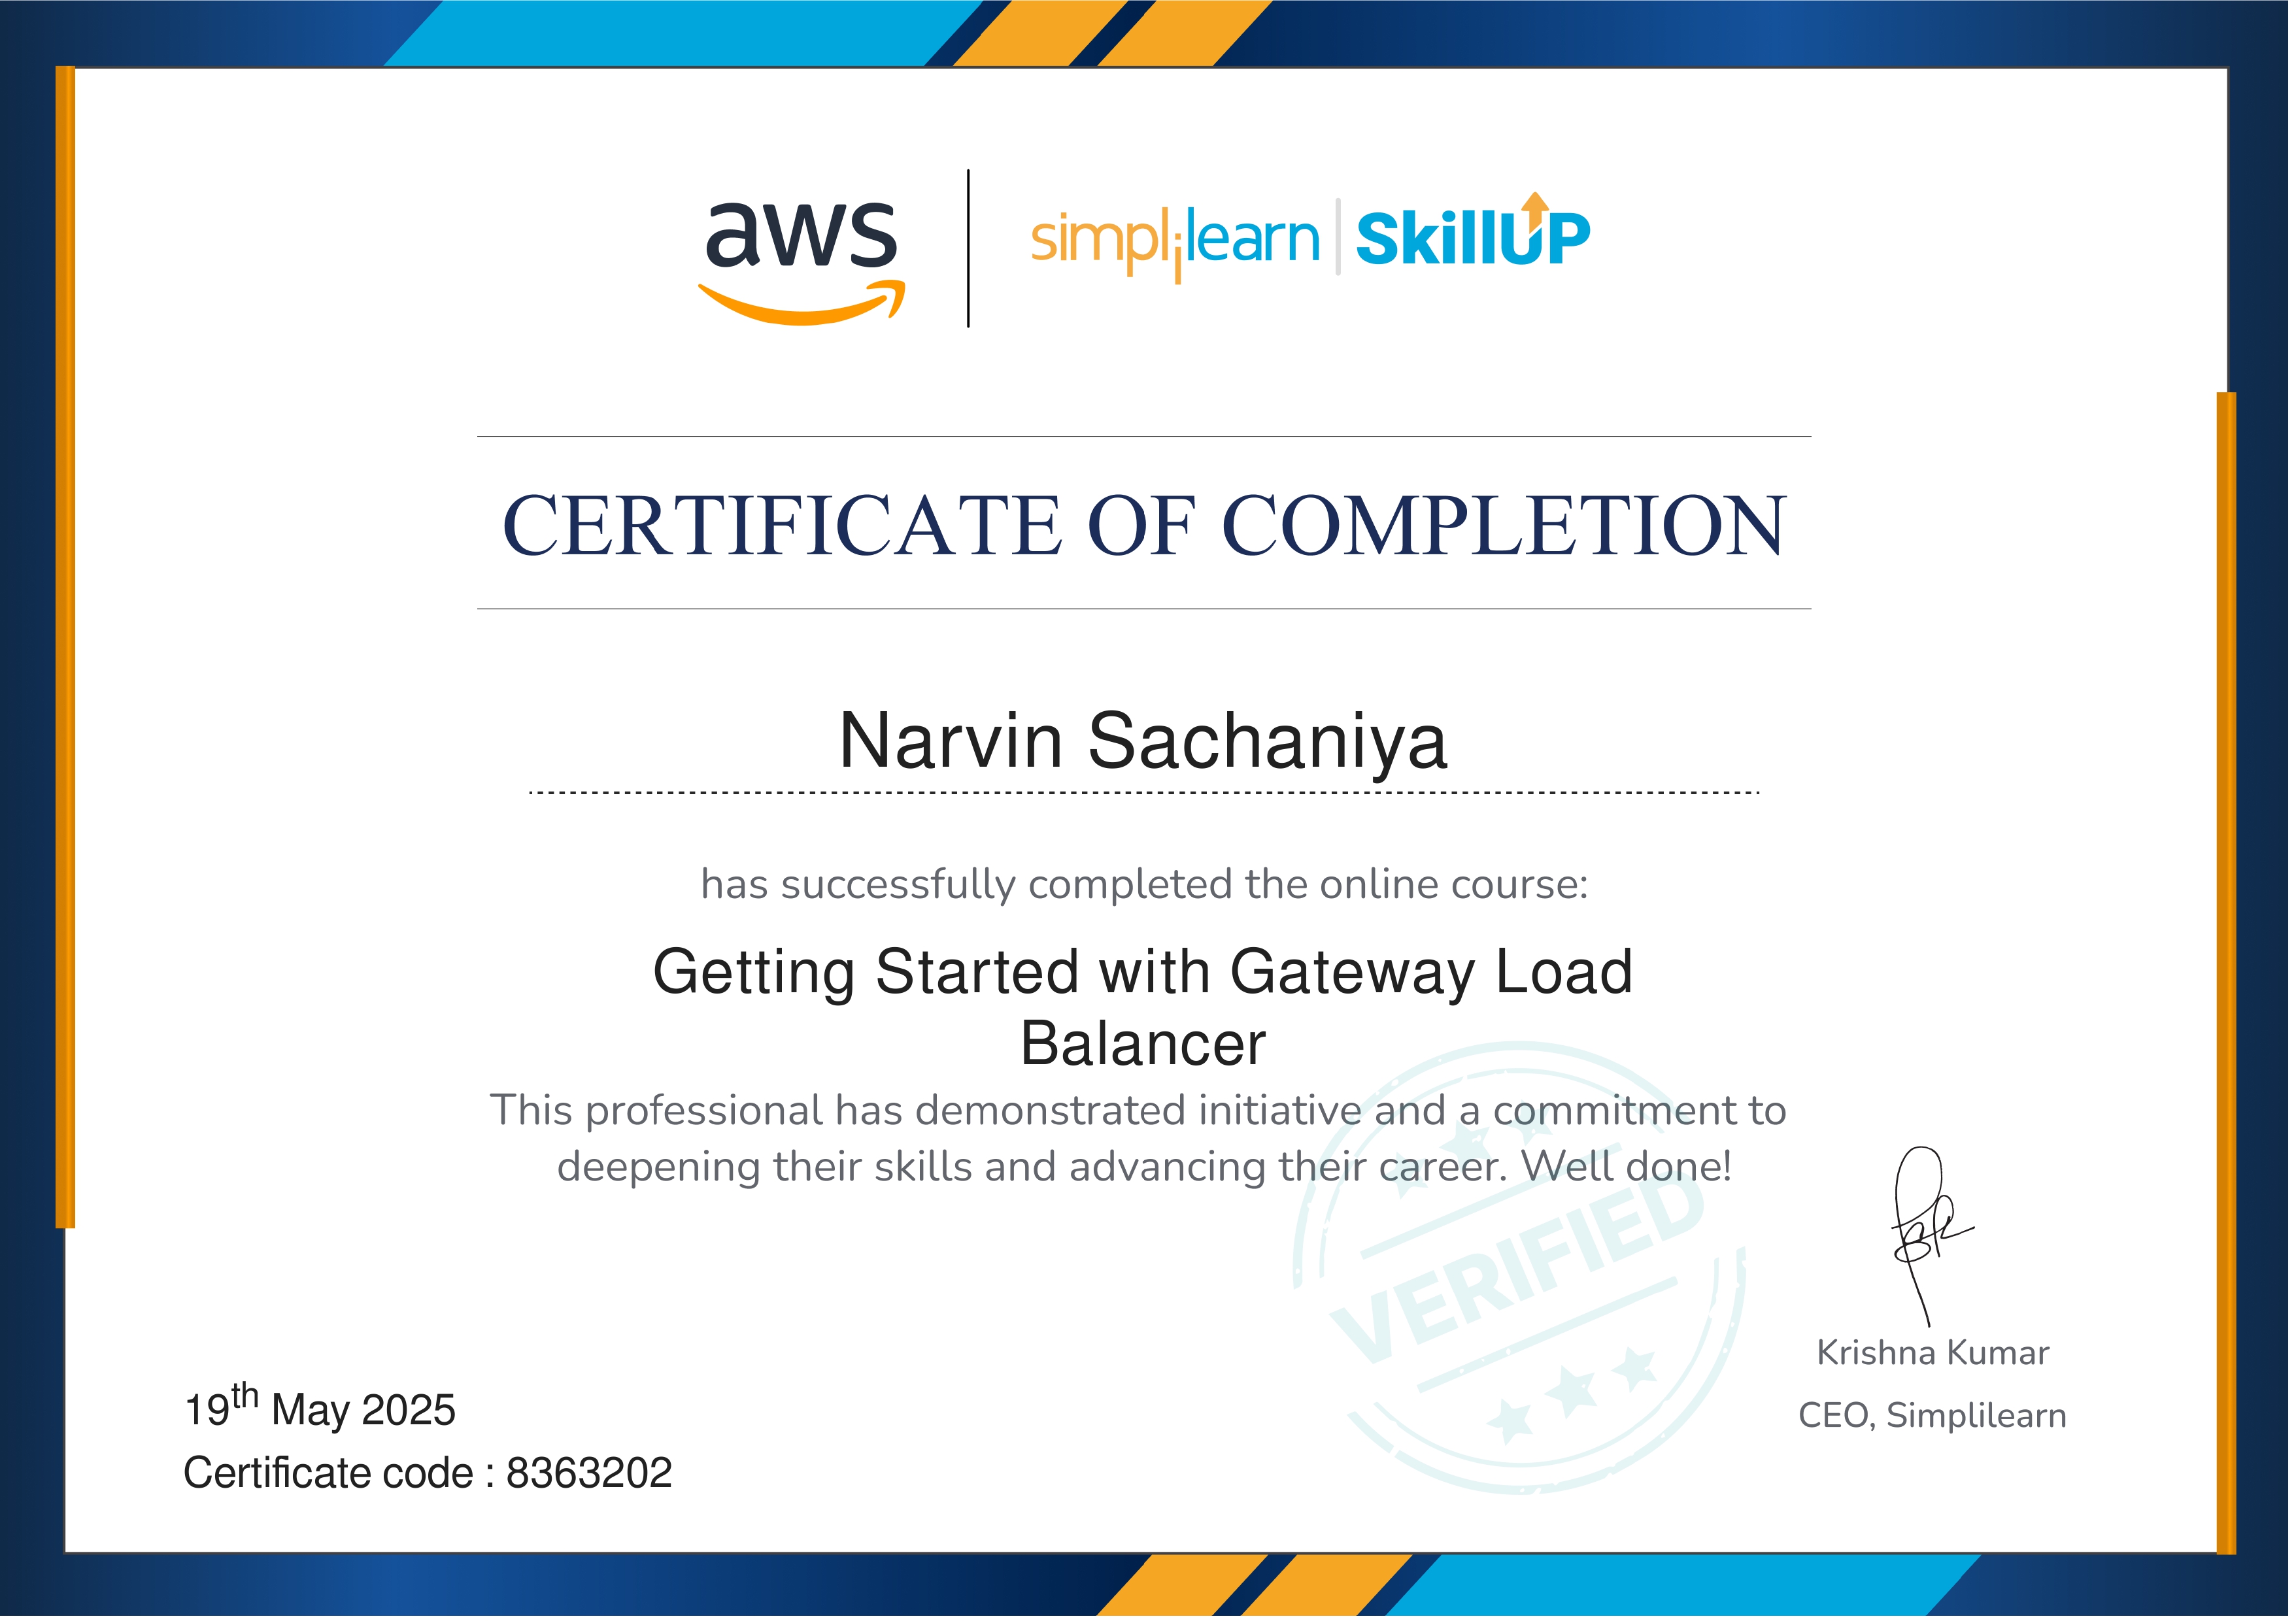 aws
simplilearn | SkillUP
CERTIFICATE OF COMPLETION
Narvin Sachaniya
has successfully completed the online course:
Getting Started with Gateway Load
Balancer
This professional has demonstrated initiative and a commitment to
deepening their skills and advancing their career. Well done!
VERIFIED
Krishna Kumar
CEO, Simplilearn
19th May 2025
Certificate code : 8363202